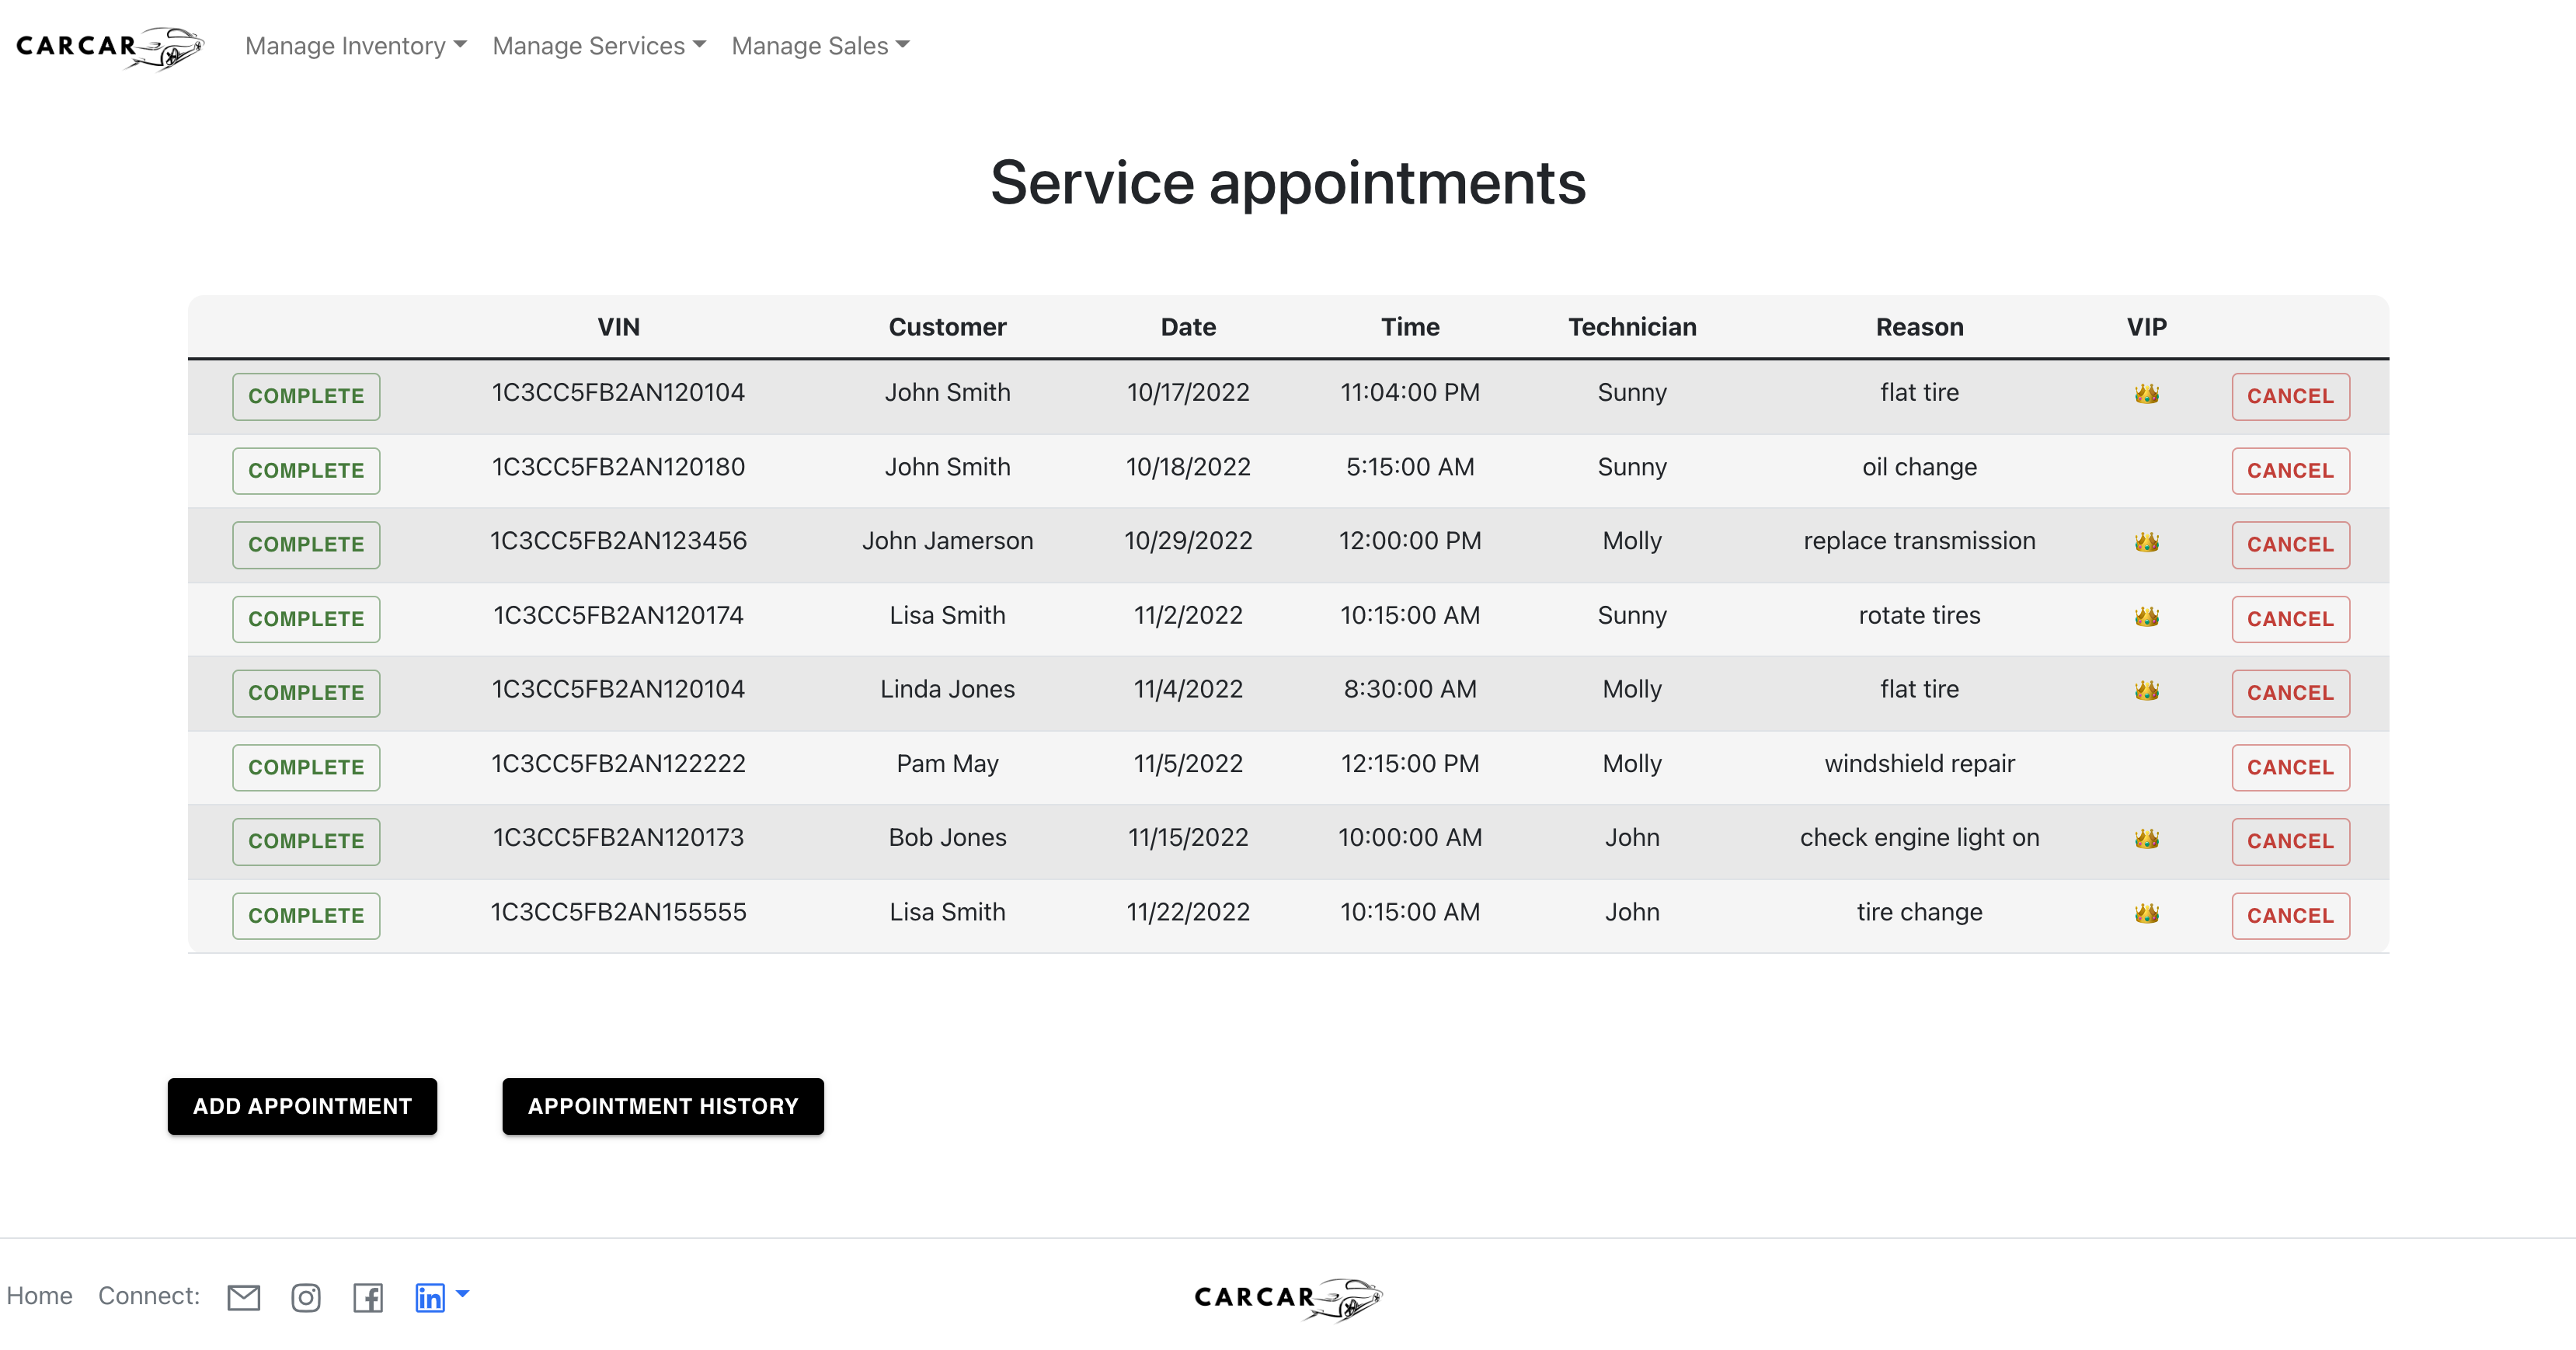 CARCAR Manage Inventory Manage Services Manage Sales
Service appointments
VIN Customer Date Time Technician Reason VIP
COMPLETE 1C3CC5FB2AN120104 John Smith 10/17/2022 11:04:00 PM Sunny flat tire CANCEL
COMPLETE 1C3CC5FB2AN120180 John Smith 10/18/2022 5:15:00 AM Sunny oil change CANCEL
COMPLETE 1C3CC5FB2AN123456 John Jamerson 10/29/2022 12:00:00 PM Molly replace transmission CANCEL
COMPLETE 1C3CC5FB2AN120174 Lisa Smith 11/2/2022 10:15:00 AM Sunny rotate tires CANCEL
COMPLETE 1C3CC5FB2AN120104 Linda Jones 11/4/2022 8:30:00 AM Molly flat tire CANCEL
COMPLETE 1C3CC5FB2AN122222 Pam May 11/5/2022 12:15:00 PM Molly windshield repair CANCEL
COMPLETE 1C3CC5FB2AN120173 Bob Jones 11/15/2022 10:00:00 AM John check engine light on CANCEL
COMPLETE 1C3CC5FB2AN155555 Lisa Smith 11/22/2022 10:15:00 AM John tire change CANCEL
ADD APPOINTMENT APPOINTMENT HISTORY
Home Connect: in CARCAR